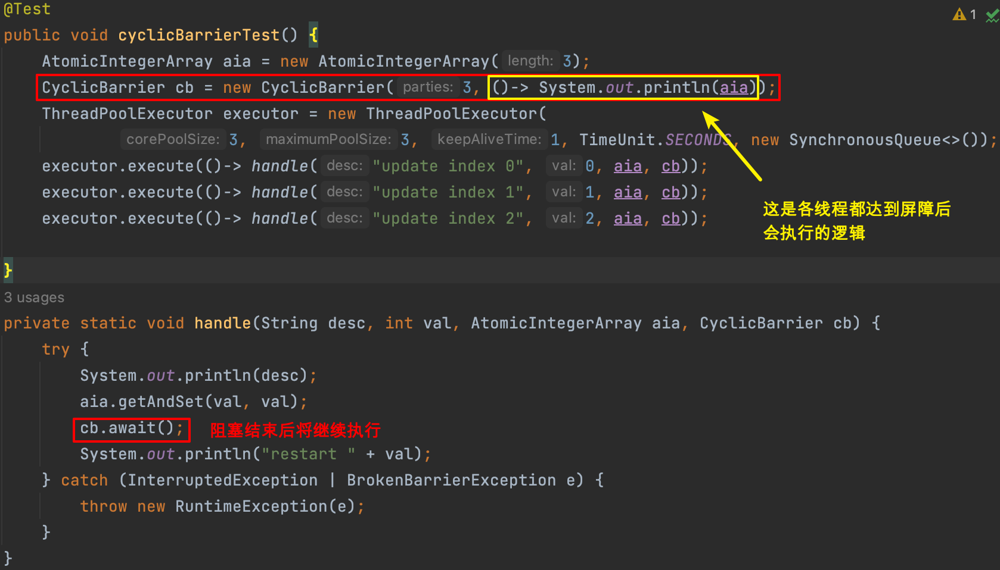 @Test
1
public void cyclicBarrierTest() {
AtomicIntegerArray aia = new AtomicIntegerArray( length: 3);
CyclicBarrier cb = new CyclicBarrier( parties: 3, ()-> System.out.println(aia));
ThreadPoolExecutor executor = new ThreadPoolExecutor(
corePoolSize: 3, maximumPoolSize: 3, keepAliveTime: 1, TimeUnit.SECONDS, new SynchronousQueue<>());
executor.execute(()-> handle( desc: "update index 0", val: 0, aia, cb));
executor.execute(()-> handle( desc: "update index 1", val: 1, aia, cb));
executor.execute(()-> handle( desc: "update index 2", val: 2, aia, cb));
这是各线程都达到屏障后
会执行的逻辑
}
3 usages
private static void handle(String desc, int val, AtomicIntegerArray aia, CyclicBarrier cb) {
try {
System.out.println(desc);
aia.getAndSet(val, val);
cb.await(); 阻塞结束后将继续执行
System.out.println("restart " + val);
} catch (InterruptedException | BrokenBarrierException e) {
throw new RuntimeException(e);
}
}